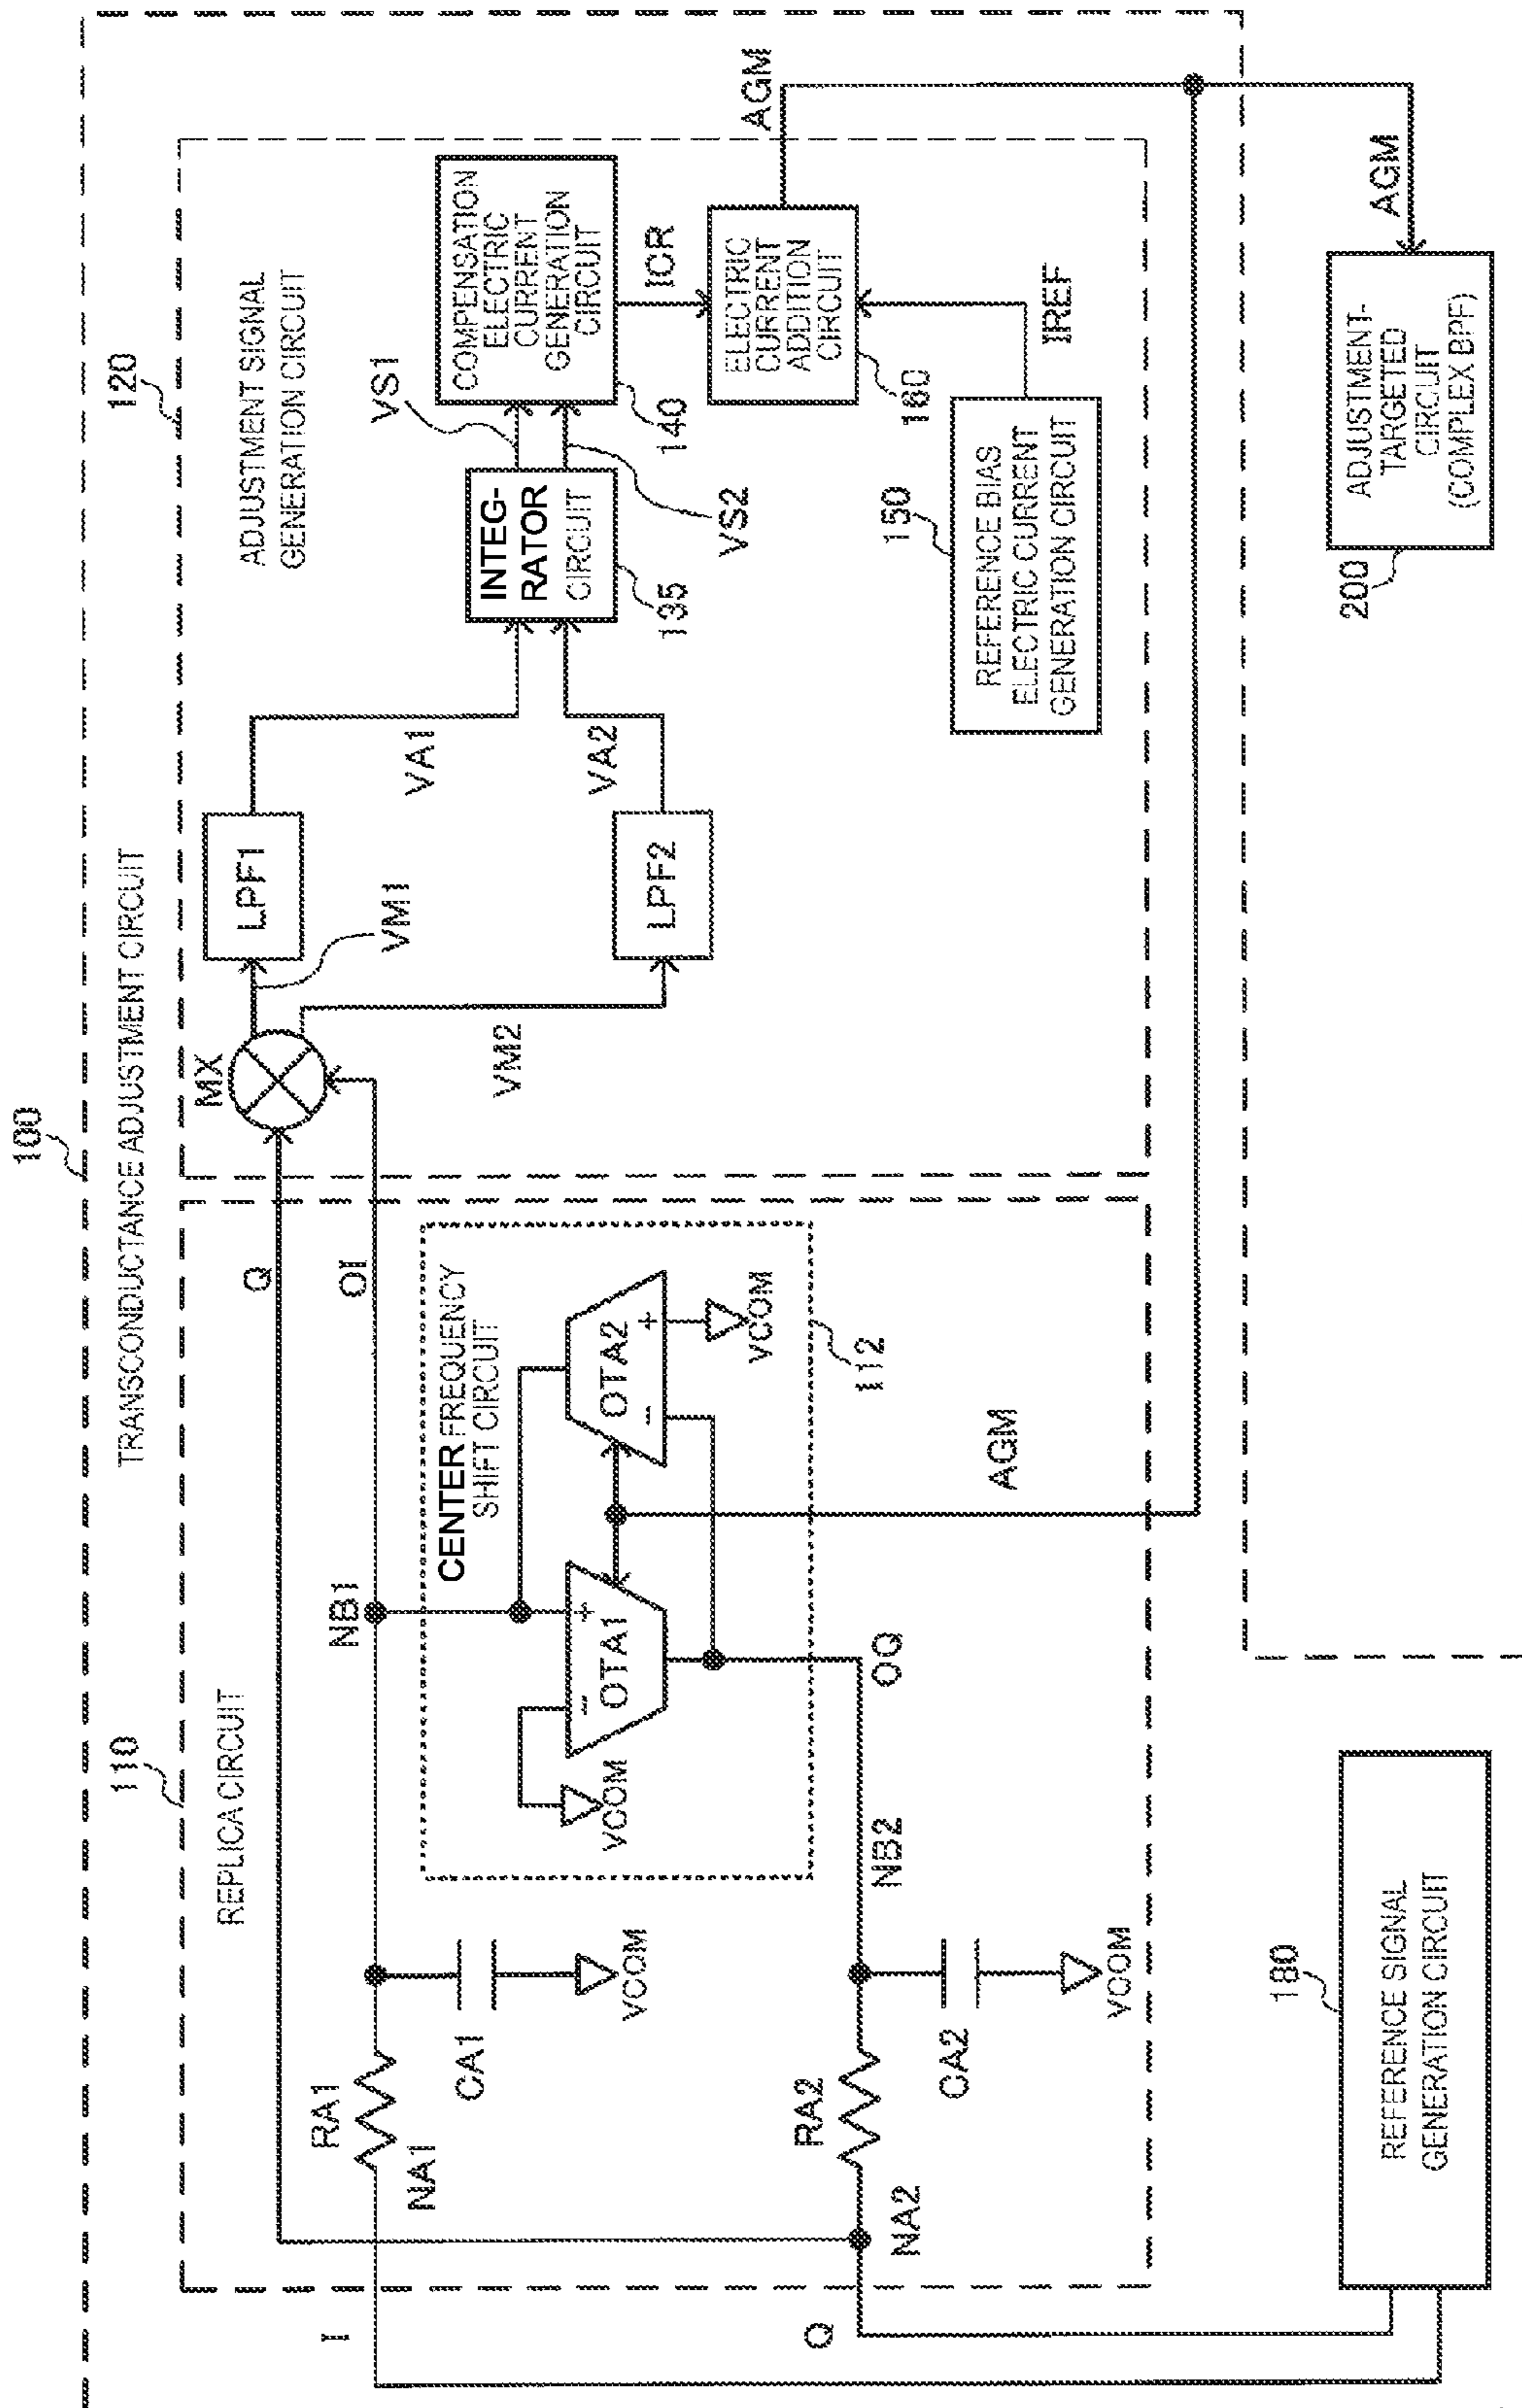 100
TRANSCONDUCTANCE ADJUSTMENT CIRCUIT
110
REPLICA CIRCUIT
120
ADJUSTMENT SIGNAL
GENERATION CIRCUIT
I
Q
Q
OI
RA1
NA1
CA1
VCOM
NB1
CENTER FREQUENCY
SHIFT CIRCUIT
VCOM
-
+
OTA1
OTA2
-
+
VCOM
112
RA2
NA2
CA2
VCOM
NB2
OQ
AGM
MX
VM1
VM2
LPF1
LPF2
VA1
VA2
INTEG-
RATOR
CIRCUIT
135
VS1
VS2
COMPENSATION
ELECTRIC
CURRENT
GENERATION
CIRCUIT
140
ICR
ELECTRIC
CURRENT
ADDITION
CIRCUIT
160
150
REFERENCE BIAS
ELECTRIC CURRENT
GENERATION CIRCUIT
IREF
AGM
AGM
180
REFERENCE SIGNAL
GENERATION CIRCUIT
200
ADJUSTMENT-
TARGETED
CIRCUIT
(COMPLEX BPF)